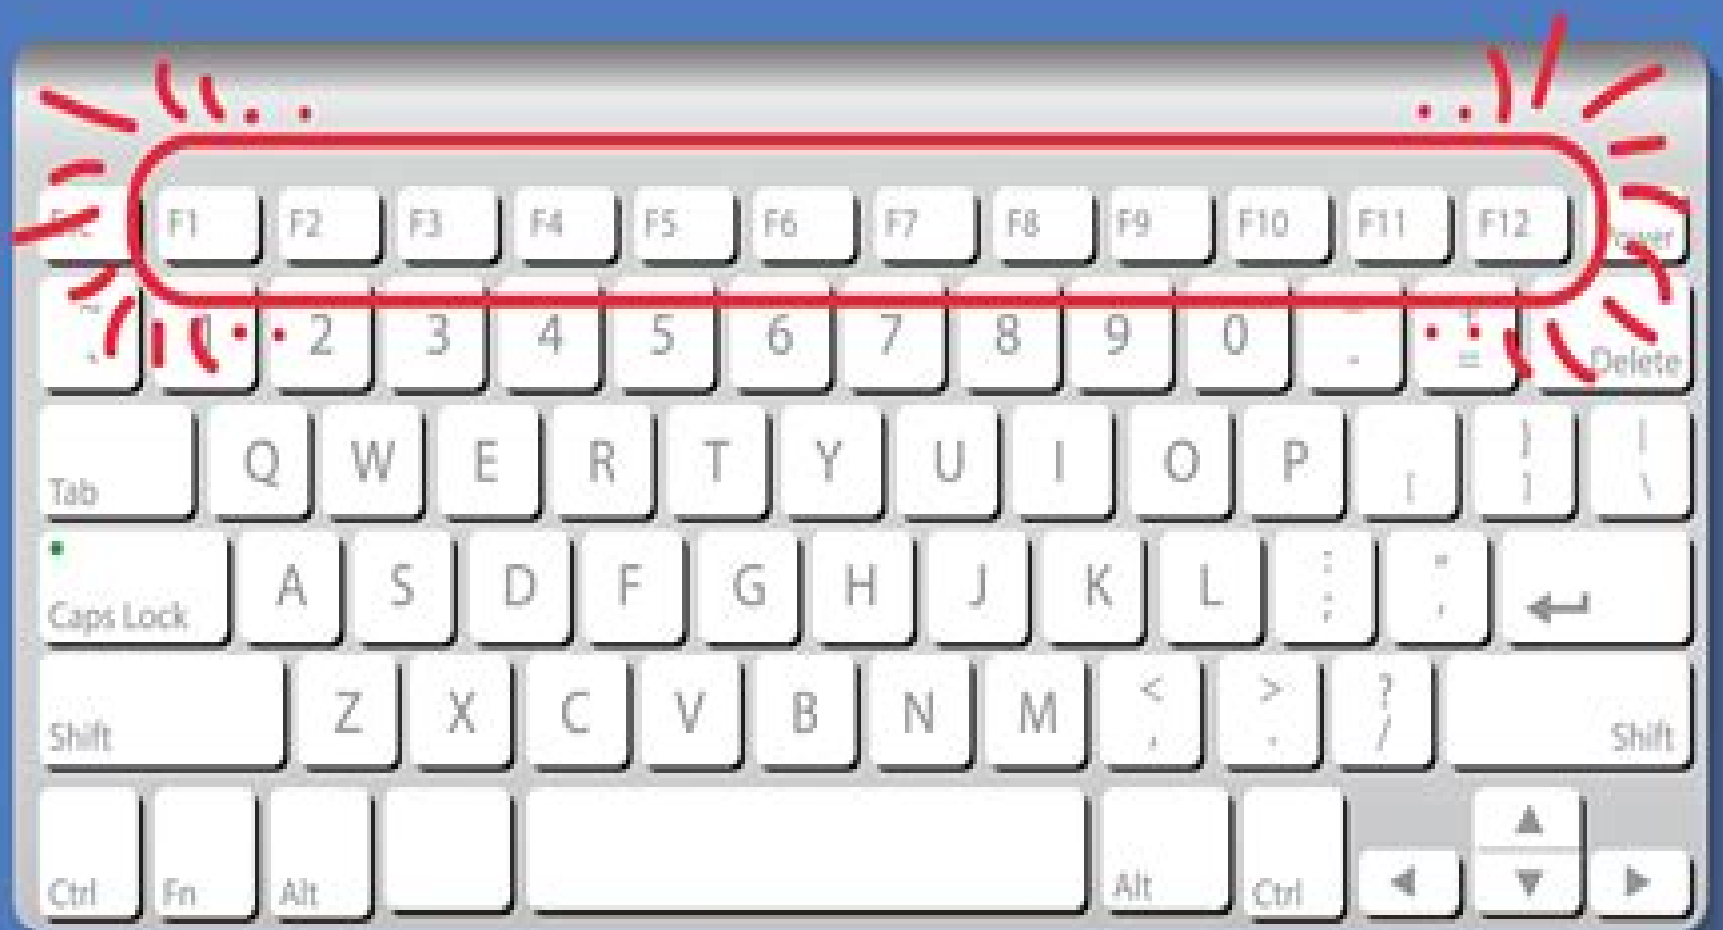 F1 F2 F3 F4 F5 F6 F7 F8 F9 F10 F11 F12
~ 1 2 3 4 5 6 7 8 9 0 - + = Delete
Tab Q W E R T Y U I O P [ } ] | \
Caps Lock A S D F G H J K L : ; " ,
Shift Z X C V B N M < , > . ? / Shift
Ctrl Fn Alt Alt Ctrl